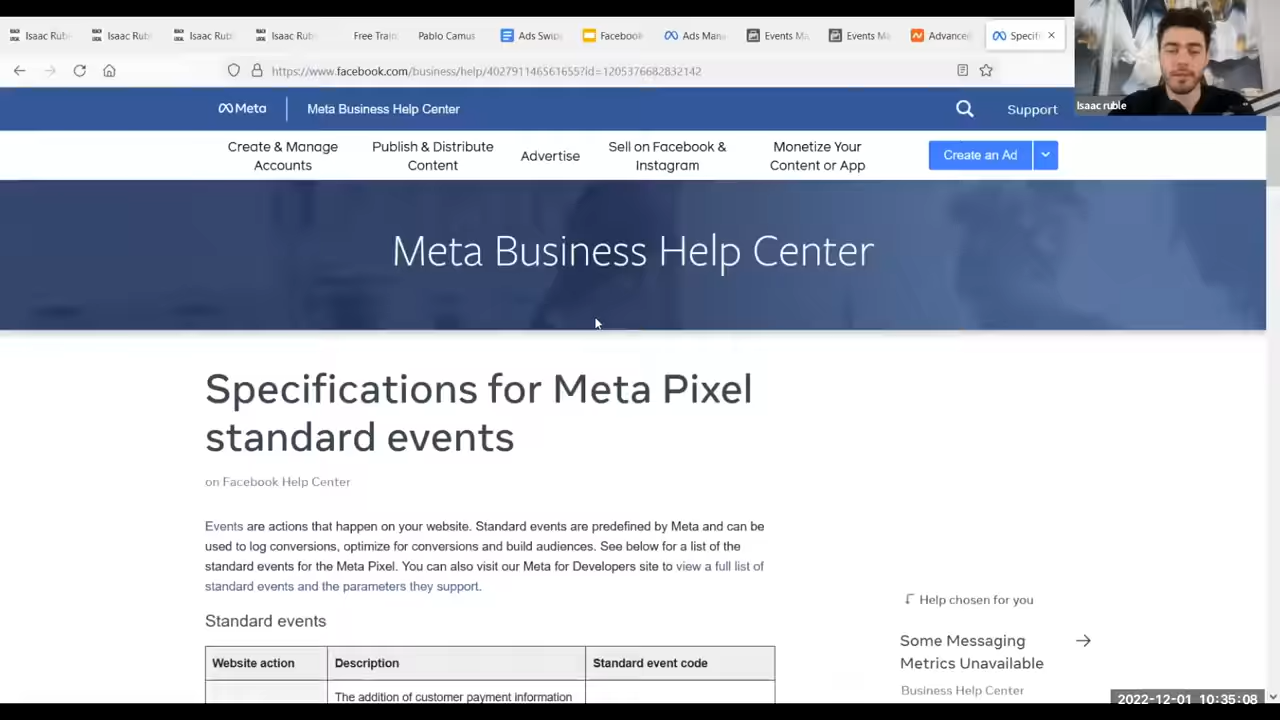 Isaac Rub
Isaac Rub
Isaac Rub
Isaac Rub
Free Train
Pablo Camus
Ads Swip
Facebook
Ads Man
Events Ma
Events Ma
Advance
Specifi
https://www.facebook.com/business/help/402791146561655?id=1205376682832142
Isaac ruble
Meta
Meta Business Help Center
Support
Create & Manage
Accounts
Publish & Distribute
Content
Advertise
Sell on Facebook &
Instagram
Monetize Your
Content or App
Create an Ad
Meta Business Help Center
Specifications for Meta Pixel
standard events
on Facebook Help Center
Events are actions that happen on your website. Standard events are predefined by Meta and can be
used to log conversions, optimize for conversions and build audiences. See below for a list of the
standard events for the Meta Pixel. You can also visit our Meta for Developers site to view a full list of
standard events and the parameters they support.
Standard events
Website action
Description
Standard event code
The addition of customer payment information
Help chosen for you
Some Messaging
Metrics Unavailable
Business Help Center
2022-12-01 10:35:08